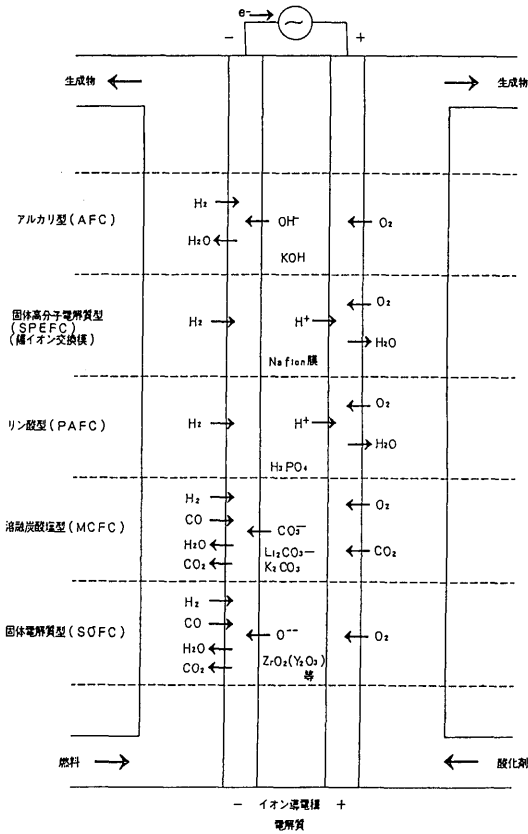 e⁻
− +
生成物 生成物
H₂
アルカリ型(AFC) OH⁻ O₂
H₂O
KOH
固体高分子電解質型
(SPEFC)
(陽イオン交換膜)
O₂
H₂ H⁺
H₂O
Nafion膜
O₂
リン酸型(PAFC) H₂ H⁺
H₂O
H₃PO₄
H₂
O₂
CO
溶融炭酸塩型(MCFC) CO₃⁻
H₂O
Li₂CO₃—
CO₂
CO₂
K₂CO₃
H₂
CO
固体電解質型(SOFC) O⁻⁻ O₂
H₂O
ZrO₂(Y₂O₃)
CO₂
等
燃料 酸化剤
− イオン導電機 +
電解質